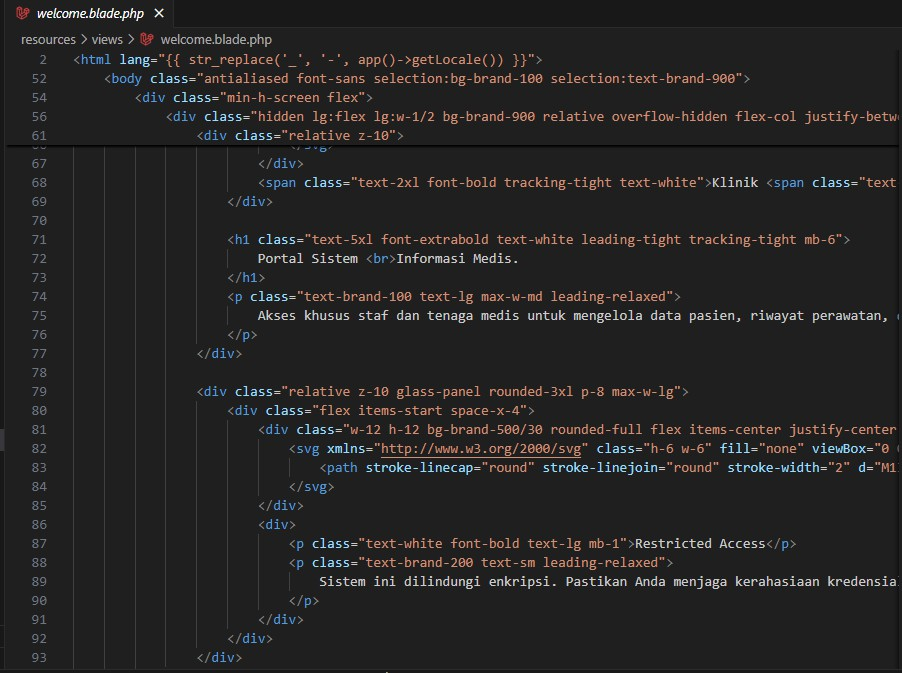 welcome.blade.php ×
resources > views > welcome.blade.php
2 <html lang="{{ str_replace('_', '-', app()->getLocale()) }}">
52 <body class="antialiased font-sans selection:bg-brand-100 selection:text-brand-900">
54 <div class="min-h-screen flex">
56 <div class="hidden lg:flex lg:w-1/2 bg-brand-900 relative overflow-hidden flex-col justify-betw
61 <div class="relative z-10">
66 </svg>
67 </div>
68 <span class="text-2xl font-bold tracking-tight text-white">Klinik <span class="text
69 </div>
70
71 <h1 class="text-5xl font-extrabold text-white leading-tight tracking-tight mb-6">
72 Portal Sistem <br>Informasi Medis.
73 </h1>
74 <p class="text-brand-100 text-lg max-w-md leading-relaxed">
75 Akses khusus staf dan tenaga medis untuk mengelola data pasien, riwayat perawatan,
76 </p>
77 </div>
78
79 <div class="relative z-10 glass-panel rounded-3xl p-8 max-w-lg">
80 <div class="flex items-start space-x-4">
81 <div class="w-12 h-12 bg-brand-500/30 rounded-full flex items-center justify-center
82 <svg xmlns="http://www.w3.org/2000/svg" class="h-6 w-6" fill="none" viewBox="0
83 <path stroke-linecap="round" stroke-linejoin="round" stroke-width="2" d="M1
84 </svg>
85 </div>
86 <div>
87 <p class="text-white font-bold text-lg mb-1">Restricted Access</p>
88 <p class="text-brand-200 text-sm leading-relaxed">
89 Sistem ini dilindungi enkripsi. Pastikan Anda menjaga kerahasiaan kredensia
90 </p>
91 </div>
92 </div>
93 </div>